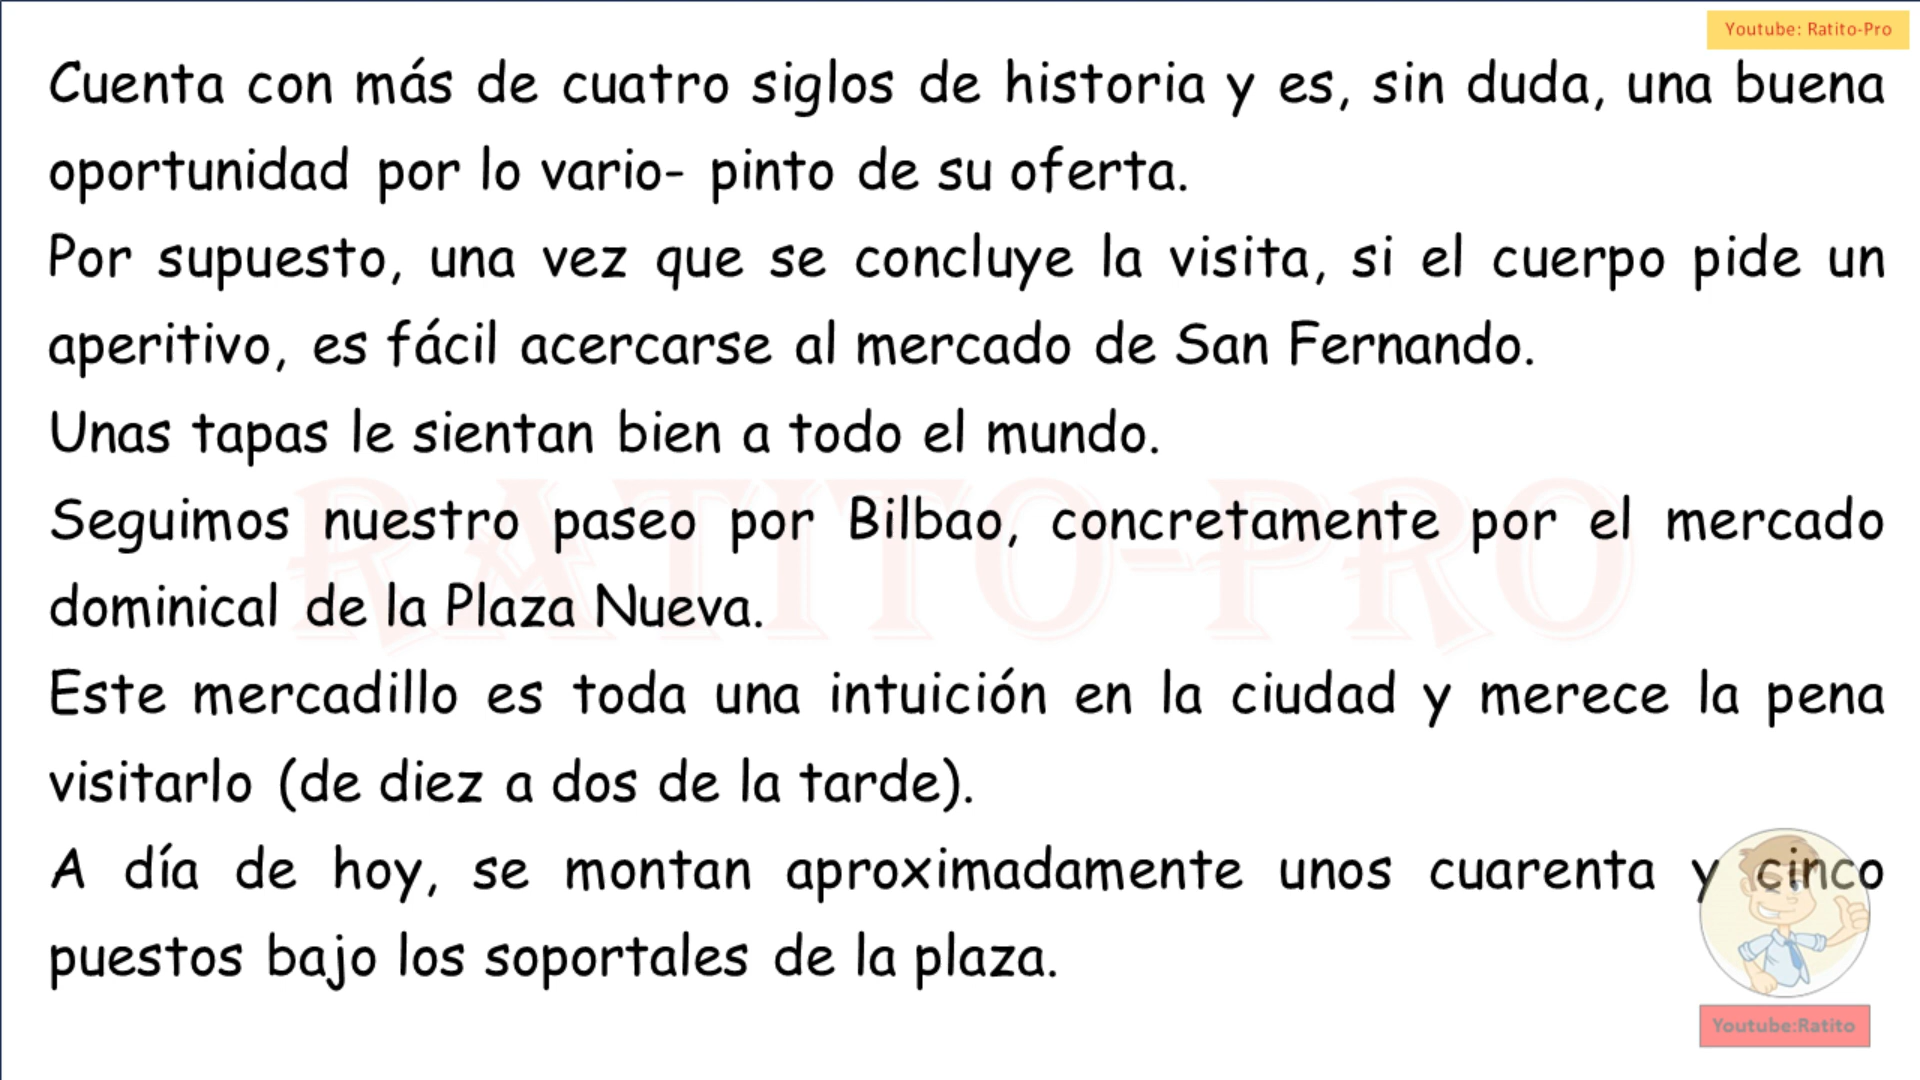 Youtube: Ratito-Pro
Cuenta con más de cuatro siglos de historia y es, sin duda, una buena
oportunidad por lo vario- pinto de su oferta.
Por supuesto, una vez que se concluye la visita, si el cuerpo pide un
aperitivo, es fácil acercarse al mercado de San Fernando.
Unas tapas le sientan bien a todo el mundo.
RATITO-PRO
Seguimos nuestro paseo por Bilbao, concretamente por el mercado
dominical de la Plaza Nueva.
Este mercadillo es toda una intuición en la ciudad y merece la pena
visitarlo (de diez a dos de la tarde).
A día de hoy, se montan aproximadamente unos cuarenta y cinco
puestos bajo los soportales de la plaza.
Youtube:Ratito